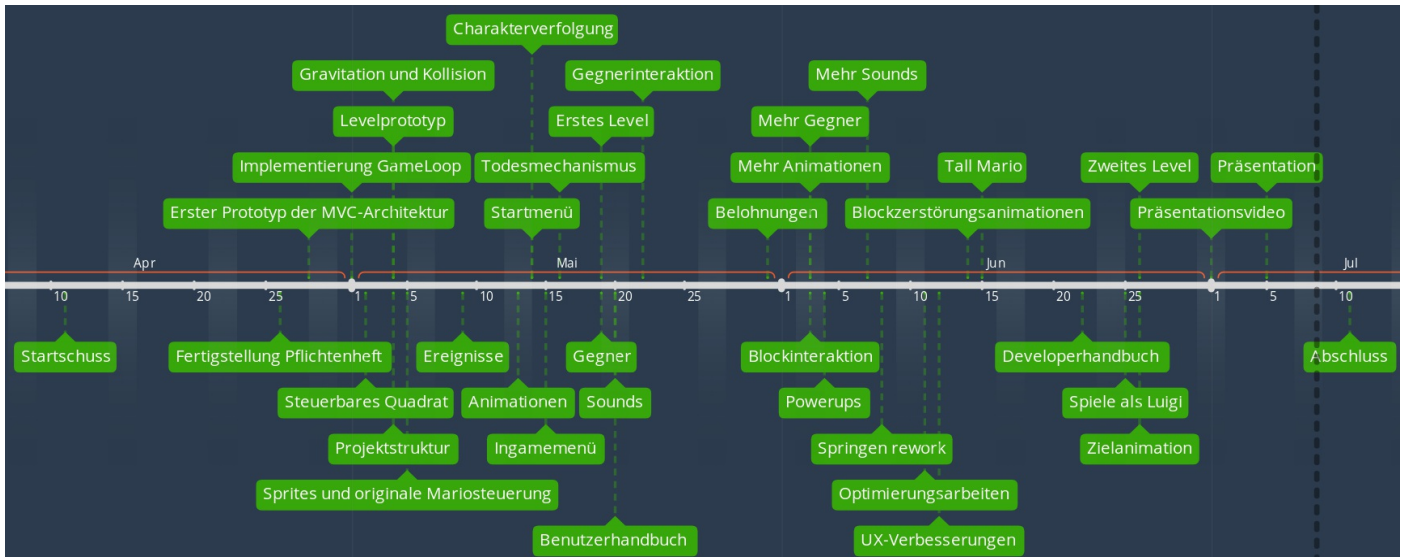 Charakterverfolgung
Gravitation und Kollision
Gegnerinteraktion
Mehr Sounds
Levelprototyp
Erstes Level
Mehr Gegner
Implementierung GameLoop
Todesmechanismus
Mehr Animationen
Tall Mario
Zweites Level
Präsentation
Erster Prototyp der MVC-Architektur
Startmenü
Belohnungen
Blockzerstörungsanimationen
Präsentationsvideo
Apr Mai Jun Jul
10 15 20 25 1 5 10 15 20 25 1 5 10 15 20 25 1 5 10
Startschuss
Fertigstellung Pflichtenheft
Ereignisse
Gegner
Blockinteraktion
Developerhandbuch
Abschluss
Steuerbares Quadrat
Animationen
Sounds
Powerups
Spiele als Luigi
Projektstruktur
Ingamemenü
Springen rework
Zielanimation
Sprites und originale Mariosteuerung
Optimierungsarbeiten
Benutzerhandbuch
UX-Verbesserungen